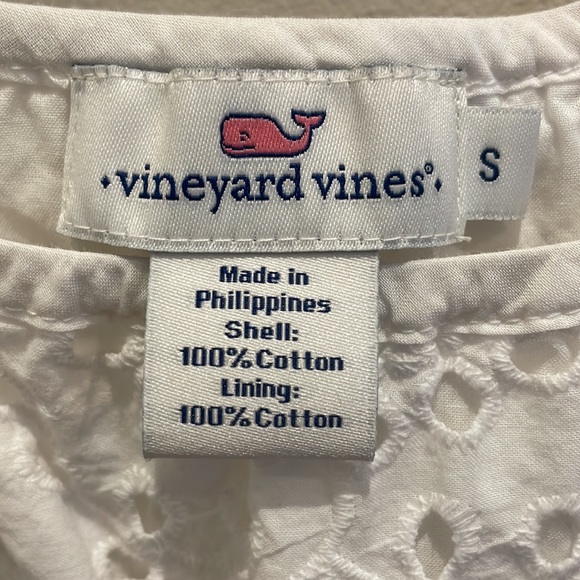 vineyard vines®
S
Made in
Philippines
Shell:
100% Cotton
Lining:
100% Cotton